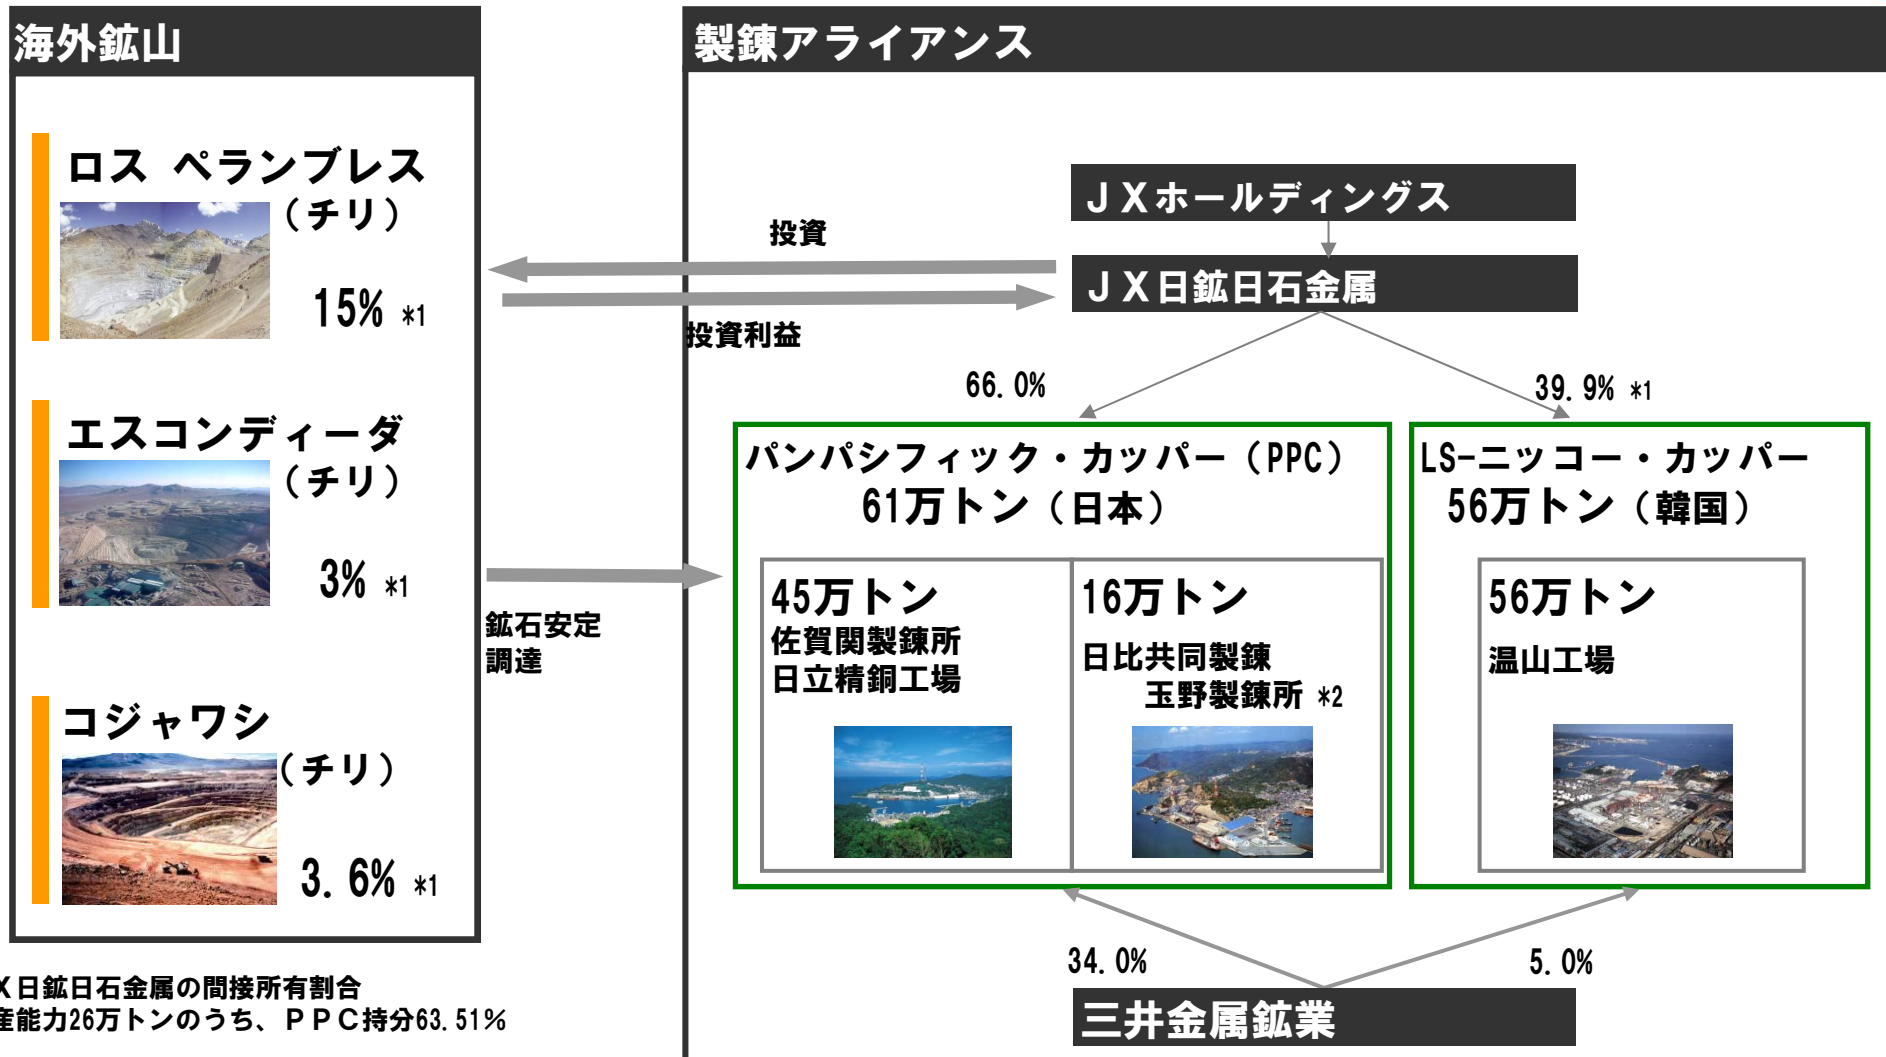 海外鉱山
ロス ペランブレス
（チリ）
15% *1
エスコンディーダ
（チリ）
3% *1
コジャワシ
（チリ）
3.6% *1
Ｘ日鉱日石金属の間接所有割合
産能力26万トンのうち、ＰＰＣ持分63.51％
投資
投資利益
鉱石安定
調達
製錬アライアンス
ＪＸホールディングス
ＪＸ日鉱日石金属
66.0%
39.9% *1
パンパシフィック・カッパー（PPC）
61万トン（日本）
45万トン
佐賀関製錬所
日立精銅工場
16万トン
日比共同製錬
玉野製錬所 *2
LS-ニッコー・カッパー
56万トン（韓国）
56万トン
温山工場
34.0%
5.0%
三井金属鉱業